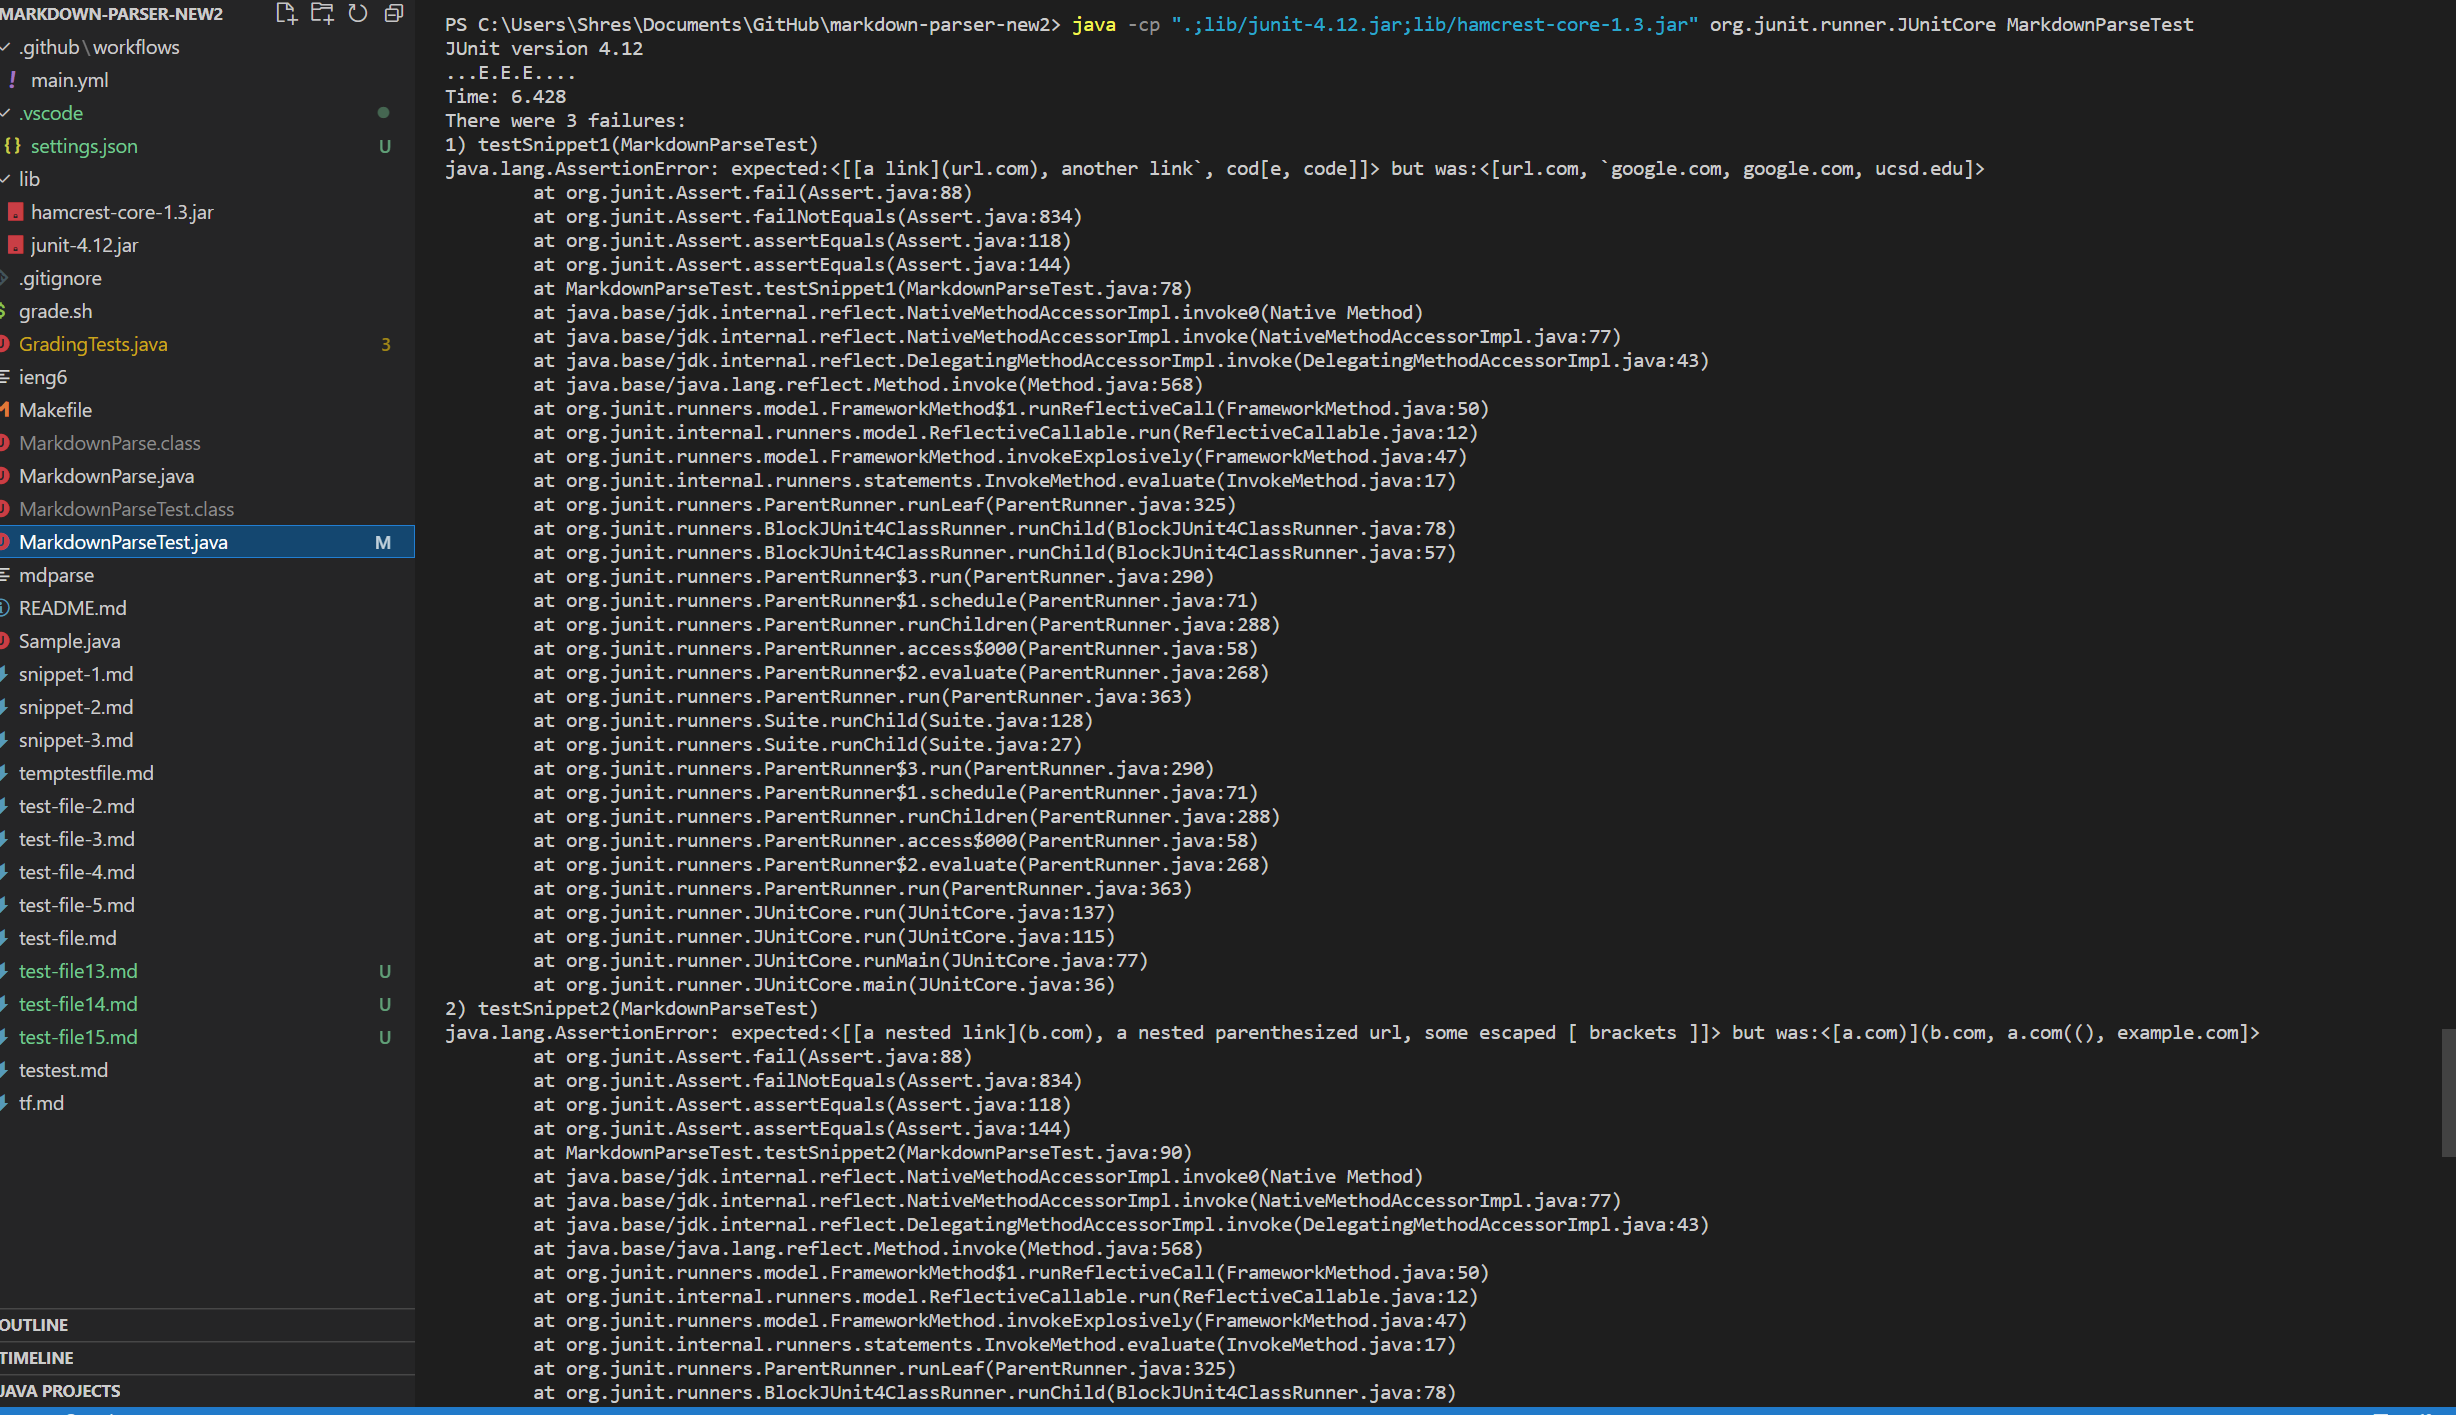 MARKDOWN-PARSER-NEW2
.github\workflows
! main.yml
.vscode
{} settings.json U
lib
hamcrest-core-1.3.jar
junit-4.12.jar
.gitignore
$ grade.sh
J GradingTests.java 3
ieng6
M Makefile
J MarkdownParse.class
J MarkdownParse.java
J MarkdownParseTest.class
J MarkdownParseTest.java M
mdparse
README.md
J Sample.java
snippet-1.md
snippet-2.md
snippet-3.md
temptestfile.md
test-file-2.md
test-file-3.md
test-file-4.md
test-file-5.md
test-file.md
test-file13.md U
test-file14.md U
test-file15.md U
testest.md
tf.md
OUTLINE
TIMELINE
JAVA PROJECTS
PS C:\Users\Shres\Documents\GitHub\markdown-parser-new2> java -cp ".;lib/junit-4.12.jar;lib/hamcrest-core-1.3.jar" org.junit.runner.JUnitCore MarkdownParseTest
JUnit version 4.12
...E.E.E....
Time: 6.428
There were 3 failures:
1) testSnippet1(MarkdownParseTest)
java.lang.AssertionError: expected:<[[a link](url.com), another link`, cod[e, code]]> but was:<[url.com, `google.com, google.com, ucsd.edu]>
at org.junit.Assert.fail(Assert.java:88)
at org.junit.Assert.failNotEquals(Assert.java:834)
at org.junit.Assert.assertEquals(Assert.java:118)
at org.junit.Assert.assertEquals(Assert.java:144)
at MarkdownParseTest.testSnippet1(MarkdownParseTest.java:78)
at java.base/jdk.internal.reflect.NativeMethodAccessorImpl.invoke0(Native Method)
at java.base/jdk.internal.reflect.NativeMethodAccessorImpl.invoke(NativeMethodAccessorImpl.java:77)
at java.base/jdk.internal.reflect.DelegatingMethodAccessorImpl.invoke(DelegatingMethodAccessorImpl.java:43)
at java.base/java.lang.reflect.Method.invoke(Method.java:568)
at org.junit.runners.model.FrameworkMethod$1.runReflectiveCall(FrameworkMethod.java:50)
at org.junit.internal.runners.model.ReflectiveCallable.run(ReflectiveCallable.java:12)
at org.junit.runners.model.FrameworkMethod.invokeExplosively(FrameworkMethod.java:47)
at org.junit.internal.runners.statements.InvokeMethod.evaluate(InvokeMethod.java:17)
at org.junit.runners.ParentRunner.runLeaf(ParentRunner.java:325)
at org.junit.runners.BlockJUnit4ClassRunner.runChild(BlockJUnit4ClassRunner.java:78)
at org.junit.runners.BlockJUnit4ClassRunner.runChild(BlockJUnit4ClassRunner.java:57)
at org.junit.runners.ParentRunner$3.run(ParentRunner.java:290)
at org.junit.runners.ParentRunner$1.schedule(ParentRunner.java:71)
at org.junit.runners.ParentRunner.runChildren(ParentRunner.java:288)
at org.junit.runners.ParentRunner.access$000(ParentRunner.java:58)
at org.junit.runners.ParentRunner$2.evaluate(ParentRunner.java:268)
at org.junit.runners.ParentRunner.run(ParentRunner.java:363)
at org.junit.runners.Suite.runChild(Suite.java:128)
at org.junit.runners.Suite.runChild(Suite.java:27)
at org.junit.runners.ParentRunner$3.run(ParentRunner.java:290)
at org.junit.runners.ParentRunner$1.schedule(ParentRunner.java:71)
at org.junit.runners.ParentRunner.runChildren(ParentRunner.java:288)
at org.junit.runners.ParentRunner.access$000(ParentRunner.java:58)
at org.junit.runners.ParentRunner$2.evaluate(ParentRunner.java:268)
at org.junit.runners.ParentRunner.run(ParentRunner.java:363)
at org.junit.runner.JUnitCore.run(JUnitCore.java:137)
at org.junit.runner.JUnitCore.run(JUnitCore.java:115)
at org.junit.runner.JUnitCore.runMain(JUnitCore.java:77)
at org.junit.runner.JUnitCore.main(JUnitCore.java:36)
2) testSnippet2(MarkdownParseTest)
java.lang.AssertionError: expected:<[[a nested link](b.com), a nested parenthesized url, some escaped [ brackets ]]> but was:<[a.com)](b.com, a.com((), example.com]>
at org.junit.Assert.fail(Assert.java:88)
at org.junit.Assert.failNotEquals(Assert.java:834)
at org.junit.Assert.assertEquals(Assert.java:118)
at org.junit.Assert.assertEquals(Assert.java:144)
at MarkdownParseTest.testSnippet2(MarkdownParseTest.java:90)
at java.base/jdk.internal.reflect.NativeMethodAccessorImpl.invoke0(Native Method)
at java.base/jdk.internal.reflect.NativeMethodAccessorImpl.invoke(NativeMethodAccessorImpl.java:77)
at java.base/jdk.internal.reflect.DelegatingMethodAccessorImpl.invoke(DelegatingMethodAccessorImpl.java:43)
at java.base/java.lang.reflect.Method.invoke(Method.java:568)
at org.junit.runners.model.FrameworkMethod$1.runReflectiveCall(FrameworkMethod.java:50)
at org.junit.internal.runners.model.ReflectiveCallable.run(ReflectiveCallable.java:12)
at org.junit.runners.model.FrameworkMethod.invokeExplosively(FrameworkMethod.java:47)
at org.junit.internal.runners.statements.InvokeMethod.evaluate(InvokeMethod.java:17)
at org.junit.runners.ParentRunner.runLeaf(ParentRunner.java:325)
at org.junit.runners.BlockJUnit4ClassRunner.runChild(BlockJUnit4ClassRunner.java:78)